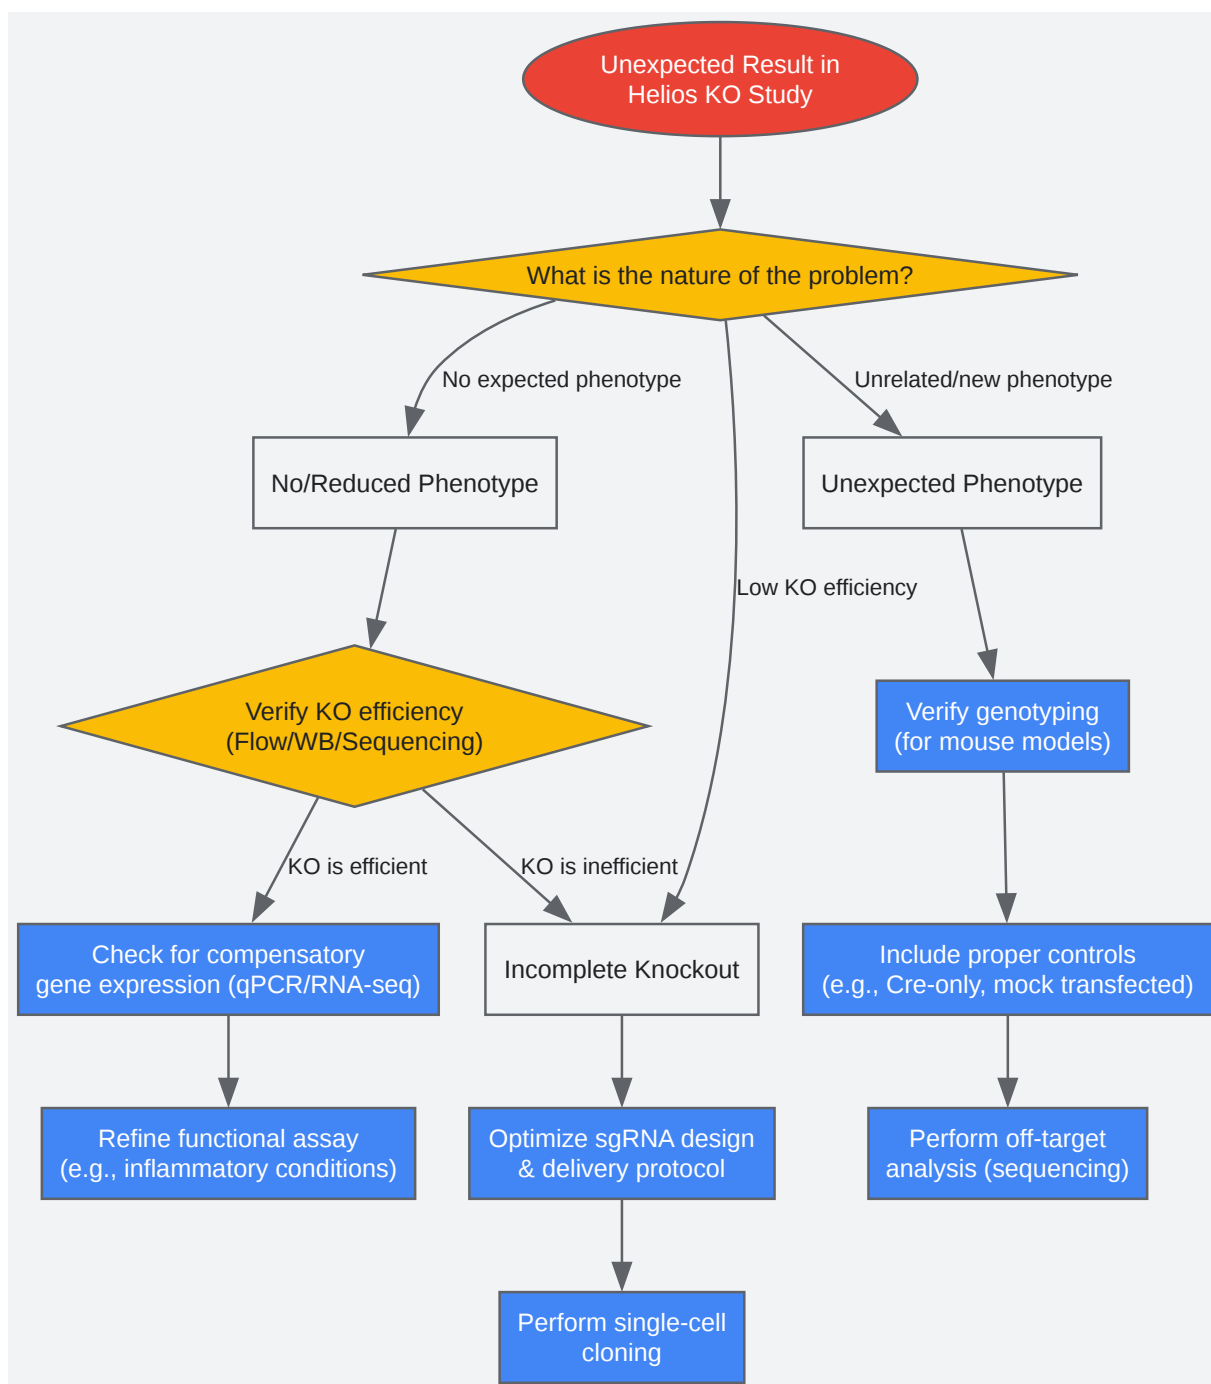 Unexpected Result in
Helios KO Study
What is the nature of the problem?
No expected phenotype
Unrelated/new phenotype
No/Reduced Phenotype
Unexpected Phenotype
Low KO efficiency
Verify KO efficiency
(Flow/WB/Sequencing)
Verify genotyping
(for mouse models)
KO is efficient
KO is inefficient
Check for compensatory
gene expression (qPCR/RNA-seq)
Incomplete Knockout
Include proper controls
(e.g., Cre-only, mock transfected)
Refine functional assay
(e.g., inflammatory conditions)
Optimize sgRNA design
& delivery protocol
Perform off-target
analysis (sequencing)
Perform single-cell
cloning